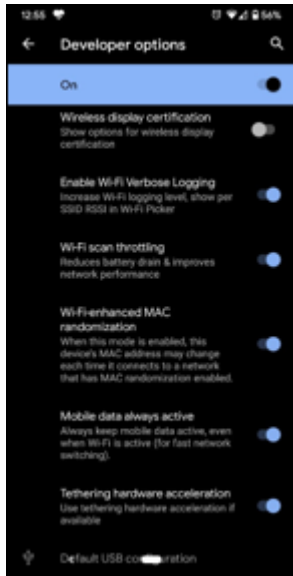 12:55 56%
Developer options
On
Wireless display certification
Show options for wireless display
certification
Enable Wi-Fi Verbose Logging
Increase Wi-Fi logging level, show per
SSID RSSI in Wi-Fi Picker
Wi-Fi scan throttling
Reduces battery drain & improves
network performance
Wi-Fi-enhanced MAC
randomization
When this mode is enabled, this
device's MAC address may change
each time it connects to a network
that has MAC randomization enabled.
Mobile data always active
Always keep mobile data active, even
when Wi-Fi is active (for fast network
switching).
Tethering hardware acceleration
Use tethering hardware acceleration if
available
Default USB